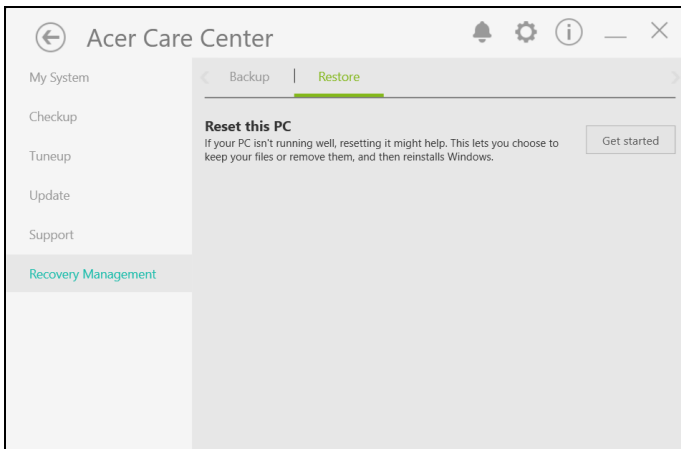 Acer Care Center
My System
Checkup
Tuneup
Update
Support
Recovery Management
Backup | Restore
Reset this PC
If your PC isn't running well, resetting it might help. This lets you choose to
keep your files or remove them, and then reinstalls Windows.
Get started